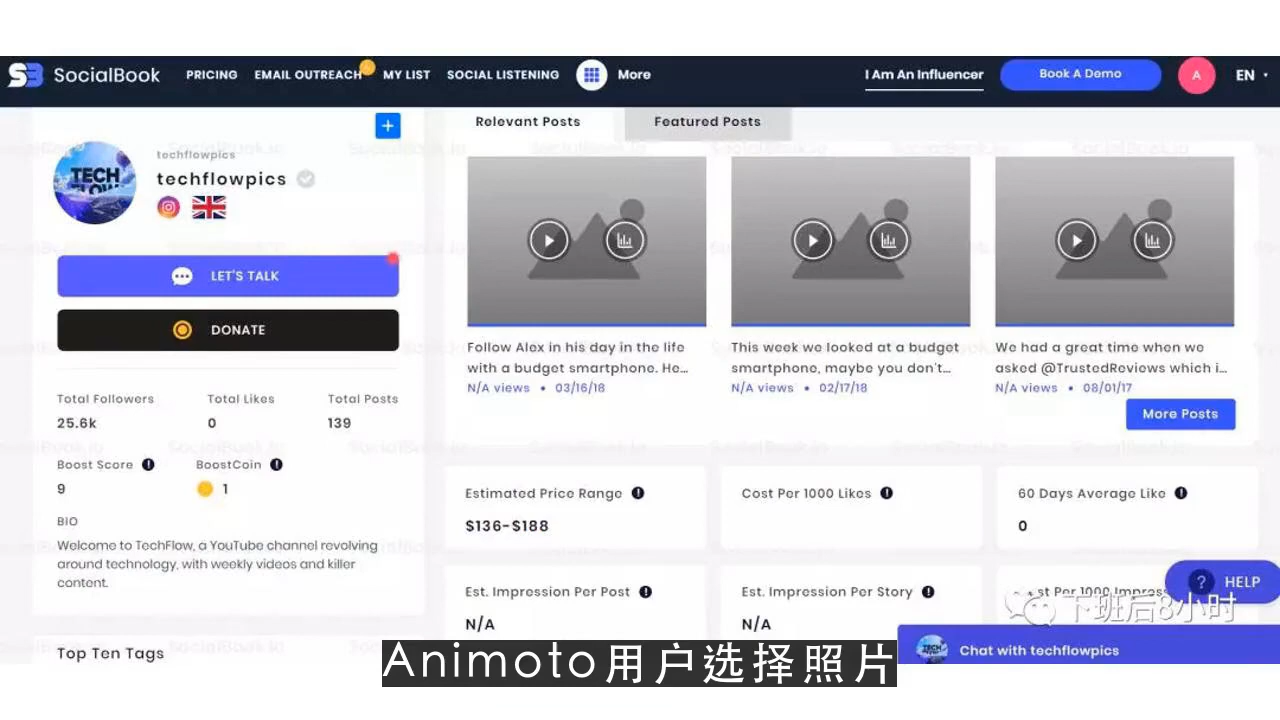 SocialBook
PRICING
EMAIL OUTREACH
MY LIST
SOCIAL LISTENING
More
I Am An Influencer
Book A Demo
A
EN
techflowpics
techflowpics
TECH
FLOW
LET'S TALK
DONATE
Total Followers
Total Likes
Total Posts
25.6k
0
139
Boost Score
BoostCoin
9
1
BIO
Welcome to TechFlow, a YouTube channel revolving
around technology, with weekly videos and killer
content.
Top Ten Tags
Relevant Posts
Featured Posts
Follow Alex in his day in the life
with a budget smartphone. He…
N/A views • 03/16/18
This week we looked at a budget
smartphone, maybe you don't…
N/A views • 02/17/18
We had a great time when we
asked @TrustedReviews which i…
N/A views • 08/01/17
More Posts
Estimated Price Range
$136-$188
Cost Per 1000 Likes
60 Days Average Like
0
Est. Impression Per Post
N/A
Est. Impression Per Story
N/A
? HELP
下班后8小时
Chat with techflowpics
Animoto用户选择照片